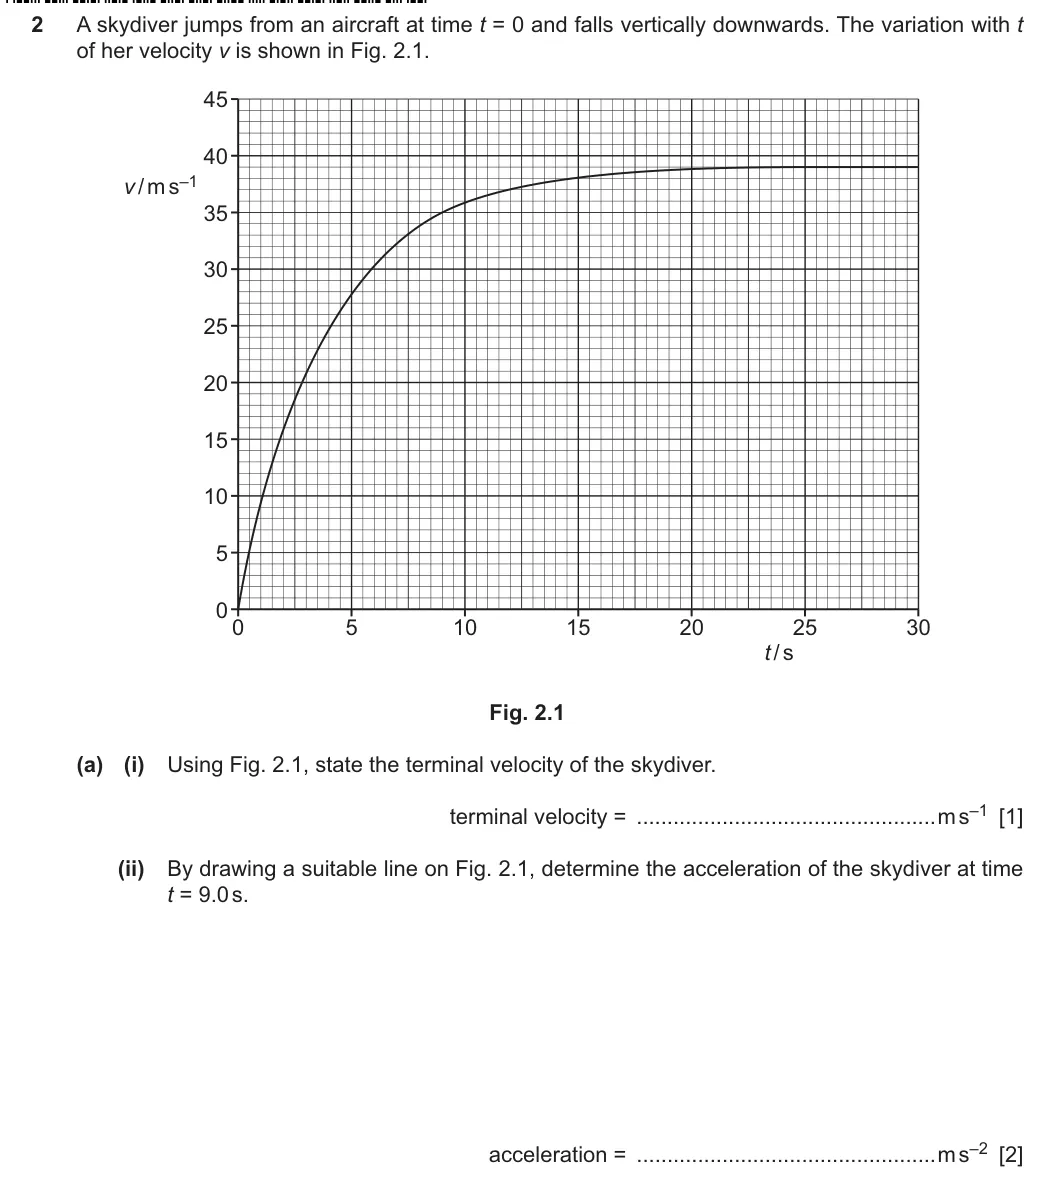 2 A skydiver jumps from an aircraft at time t = 0 and falls vertically downwards. The variation with t
of her velocity v is shown in Fig. 2.1.
45
40
v / m s–1
35
30
25
20
15
10
5
0
0 5 10 15 20 25 30
t / s
Fig. 2.1
(a) (i) Using Fig. 2.1, state the terminal velocity of the skydiver.
terminal velocity = ................................................. m s–1 [1]
(ii) By drawing a suitable line on Fig. 2.1, determine the acceleration of the skydiver at time
t = 9.0 s.
acceleration = ................................................. m s–2 [2]